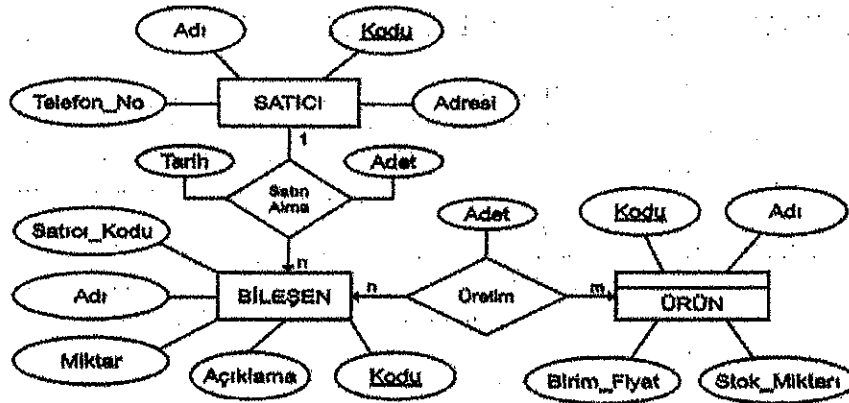 Adı
Kodu
Telefon_No
SATICI
Adresi
1
Tarih
Adet
Satın
Alma
Satıcı_Kodu
n
Adı
BİLEŞEN
Miktar
Açıklama
Kodu
n
Adet
Üretim
m
Kodu
Adı
ÜRÜN
Birim_Fiyat
Stok_Miktarı